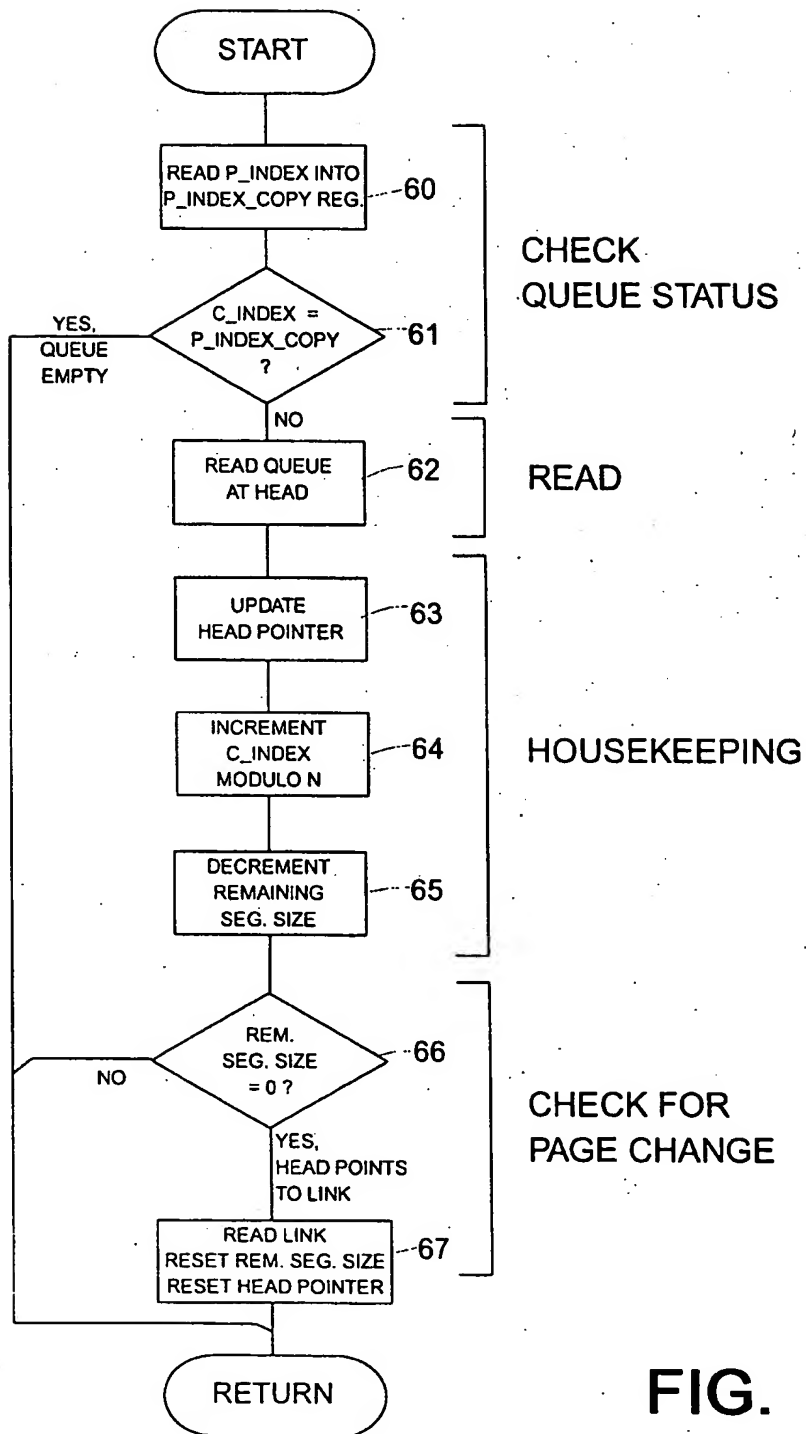 START
READ P_INDEX INTO
P_INDEX_COPY REG.
60
CHECK
QUEUE STATUS
C_INDEX =
P_INDEX_COPY
?
61
YES,
QUEUE
EMPTY
NO
READ QUEUE
AT HEAD
62
READ
UPDATE
HEAD POINTER
63
INCREMENT
C_INDEX
MODULO N
64
HOUSEKEEPING
DECREMENT
REMAINING
SEG. SIZE
65
REM.
SEG. SIZE
= 0 ?
66
NO
YES,
HEAD POINTS
TO LINK
CHECK FOR
PAGE CHANGE
READ LINK
RESET REM. SEG. SIZE
RESET HEAD POINTER
67
RETURN
FIG.